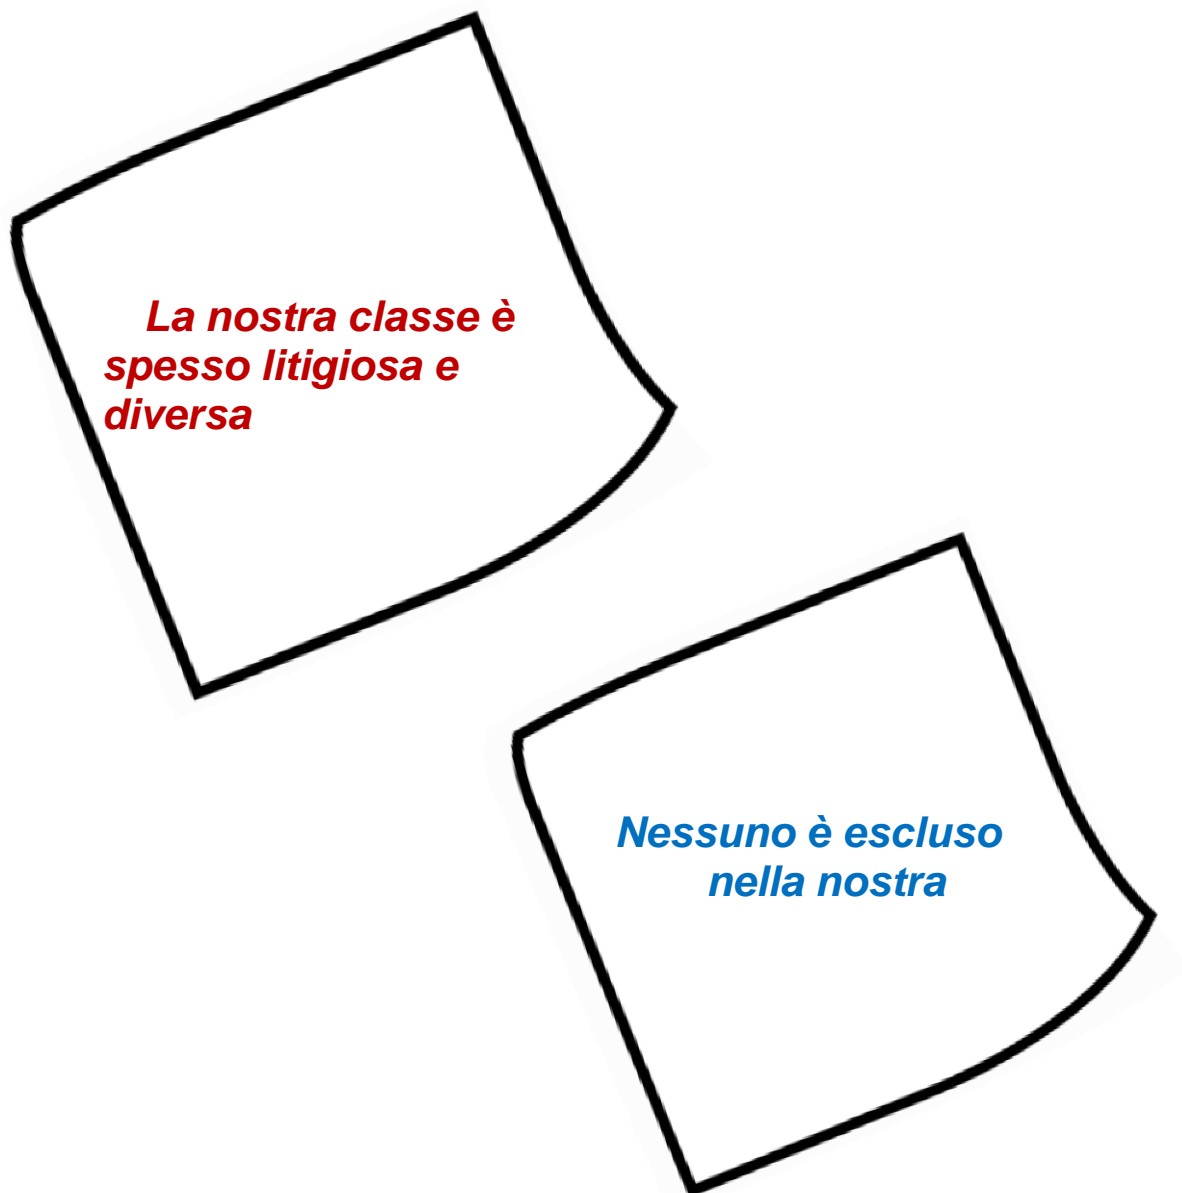 La nostra classe è
spesso litigiosa e
diversa
Nessuno è escluso
nella nostra